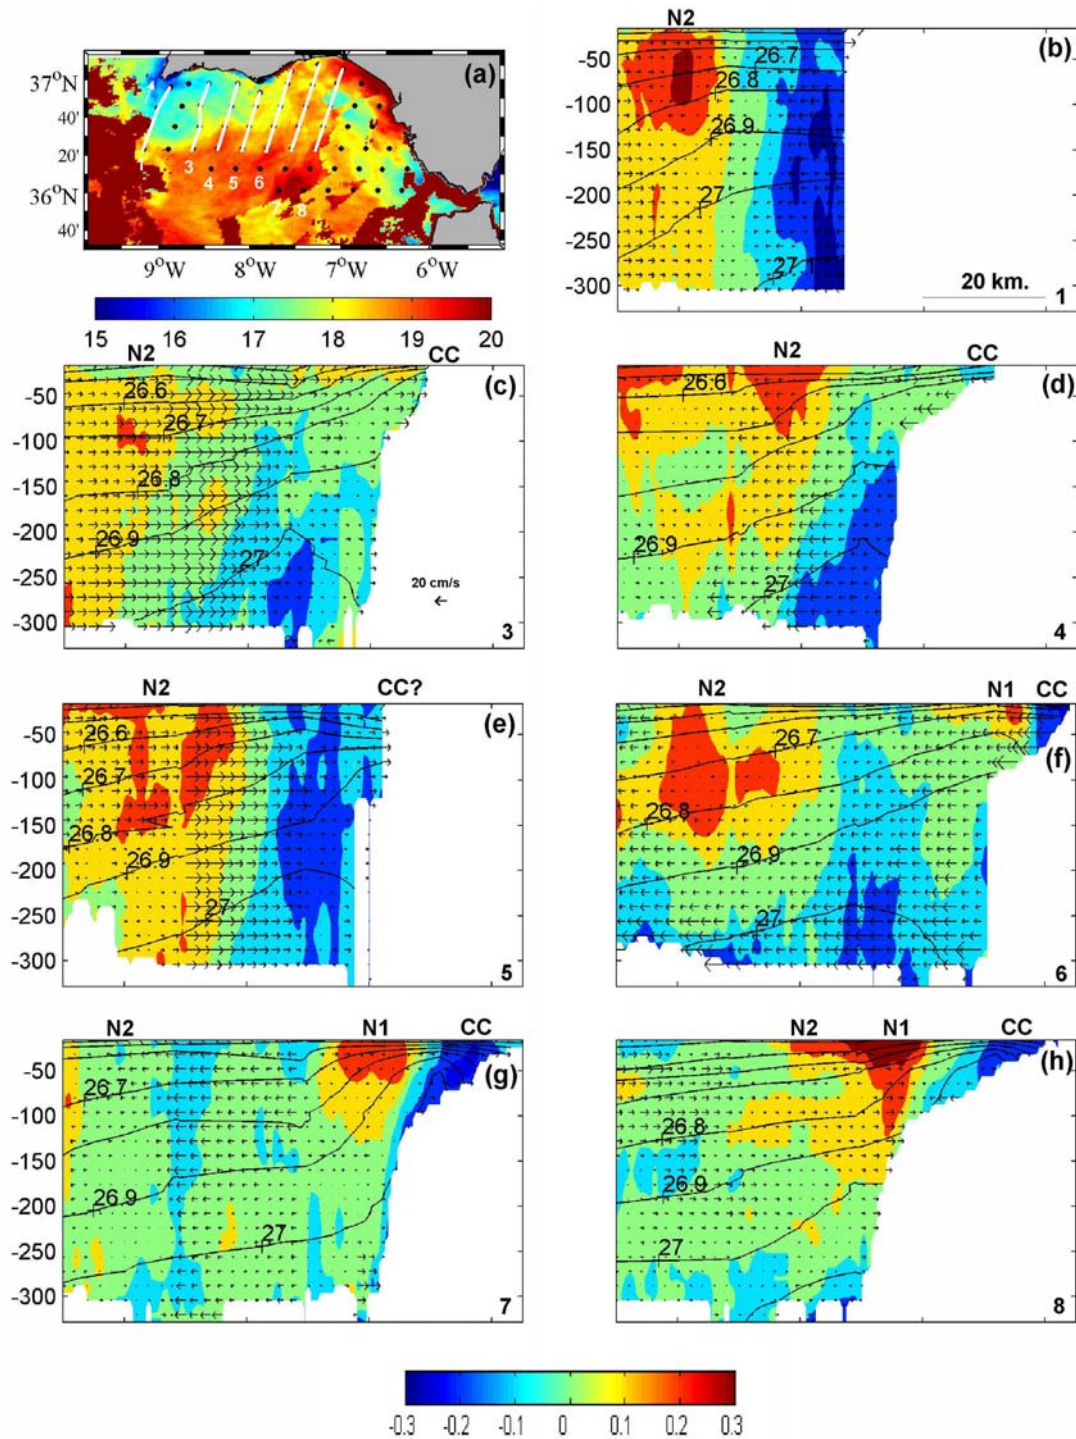 (a)
37°N
40'
20'
36°N
40'
1
3
4
5
6
7
8
9°W
8°W
7°W
6°W
15
16
17
18
19
20
N2
(b)
-50
-100
-150
-200
-250
-300
26.7
26.8
26.9
27
27
20 km.
1
N2
CC
(c)
-50
-100
-150
-200
-250
-300
26.6
26.7
26.8
26.9
27
20 cm/s
3
N2
CC
(d)
26.6
26.9
27
4
N2
CC?
(e)
-50
-100
-150
-200
-250
-300
26.6
26.7
26.8
26.9
27
5
N2
N1
CC
(f)
26.7
26.8
26.9
27
6
N2
N1
CC
(g)
-50
-100
-150
-200
-250
-300
26.7
26.9
27
7
N2
N1
CC
(h)
26.8
26.9
27
8
-0.3
-0.2
-0.1
0
0.1
0.2
0.3